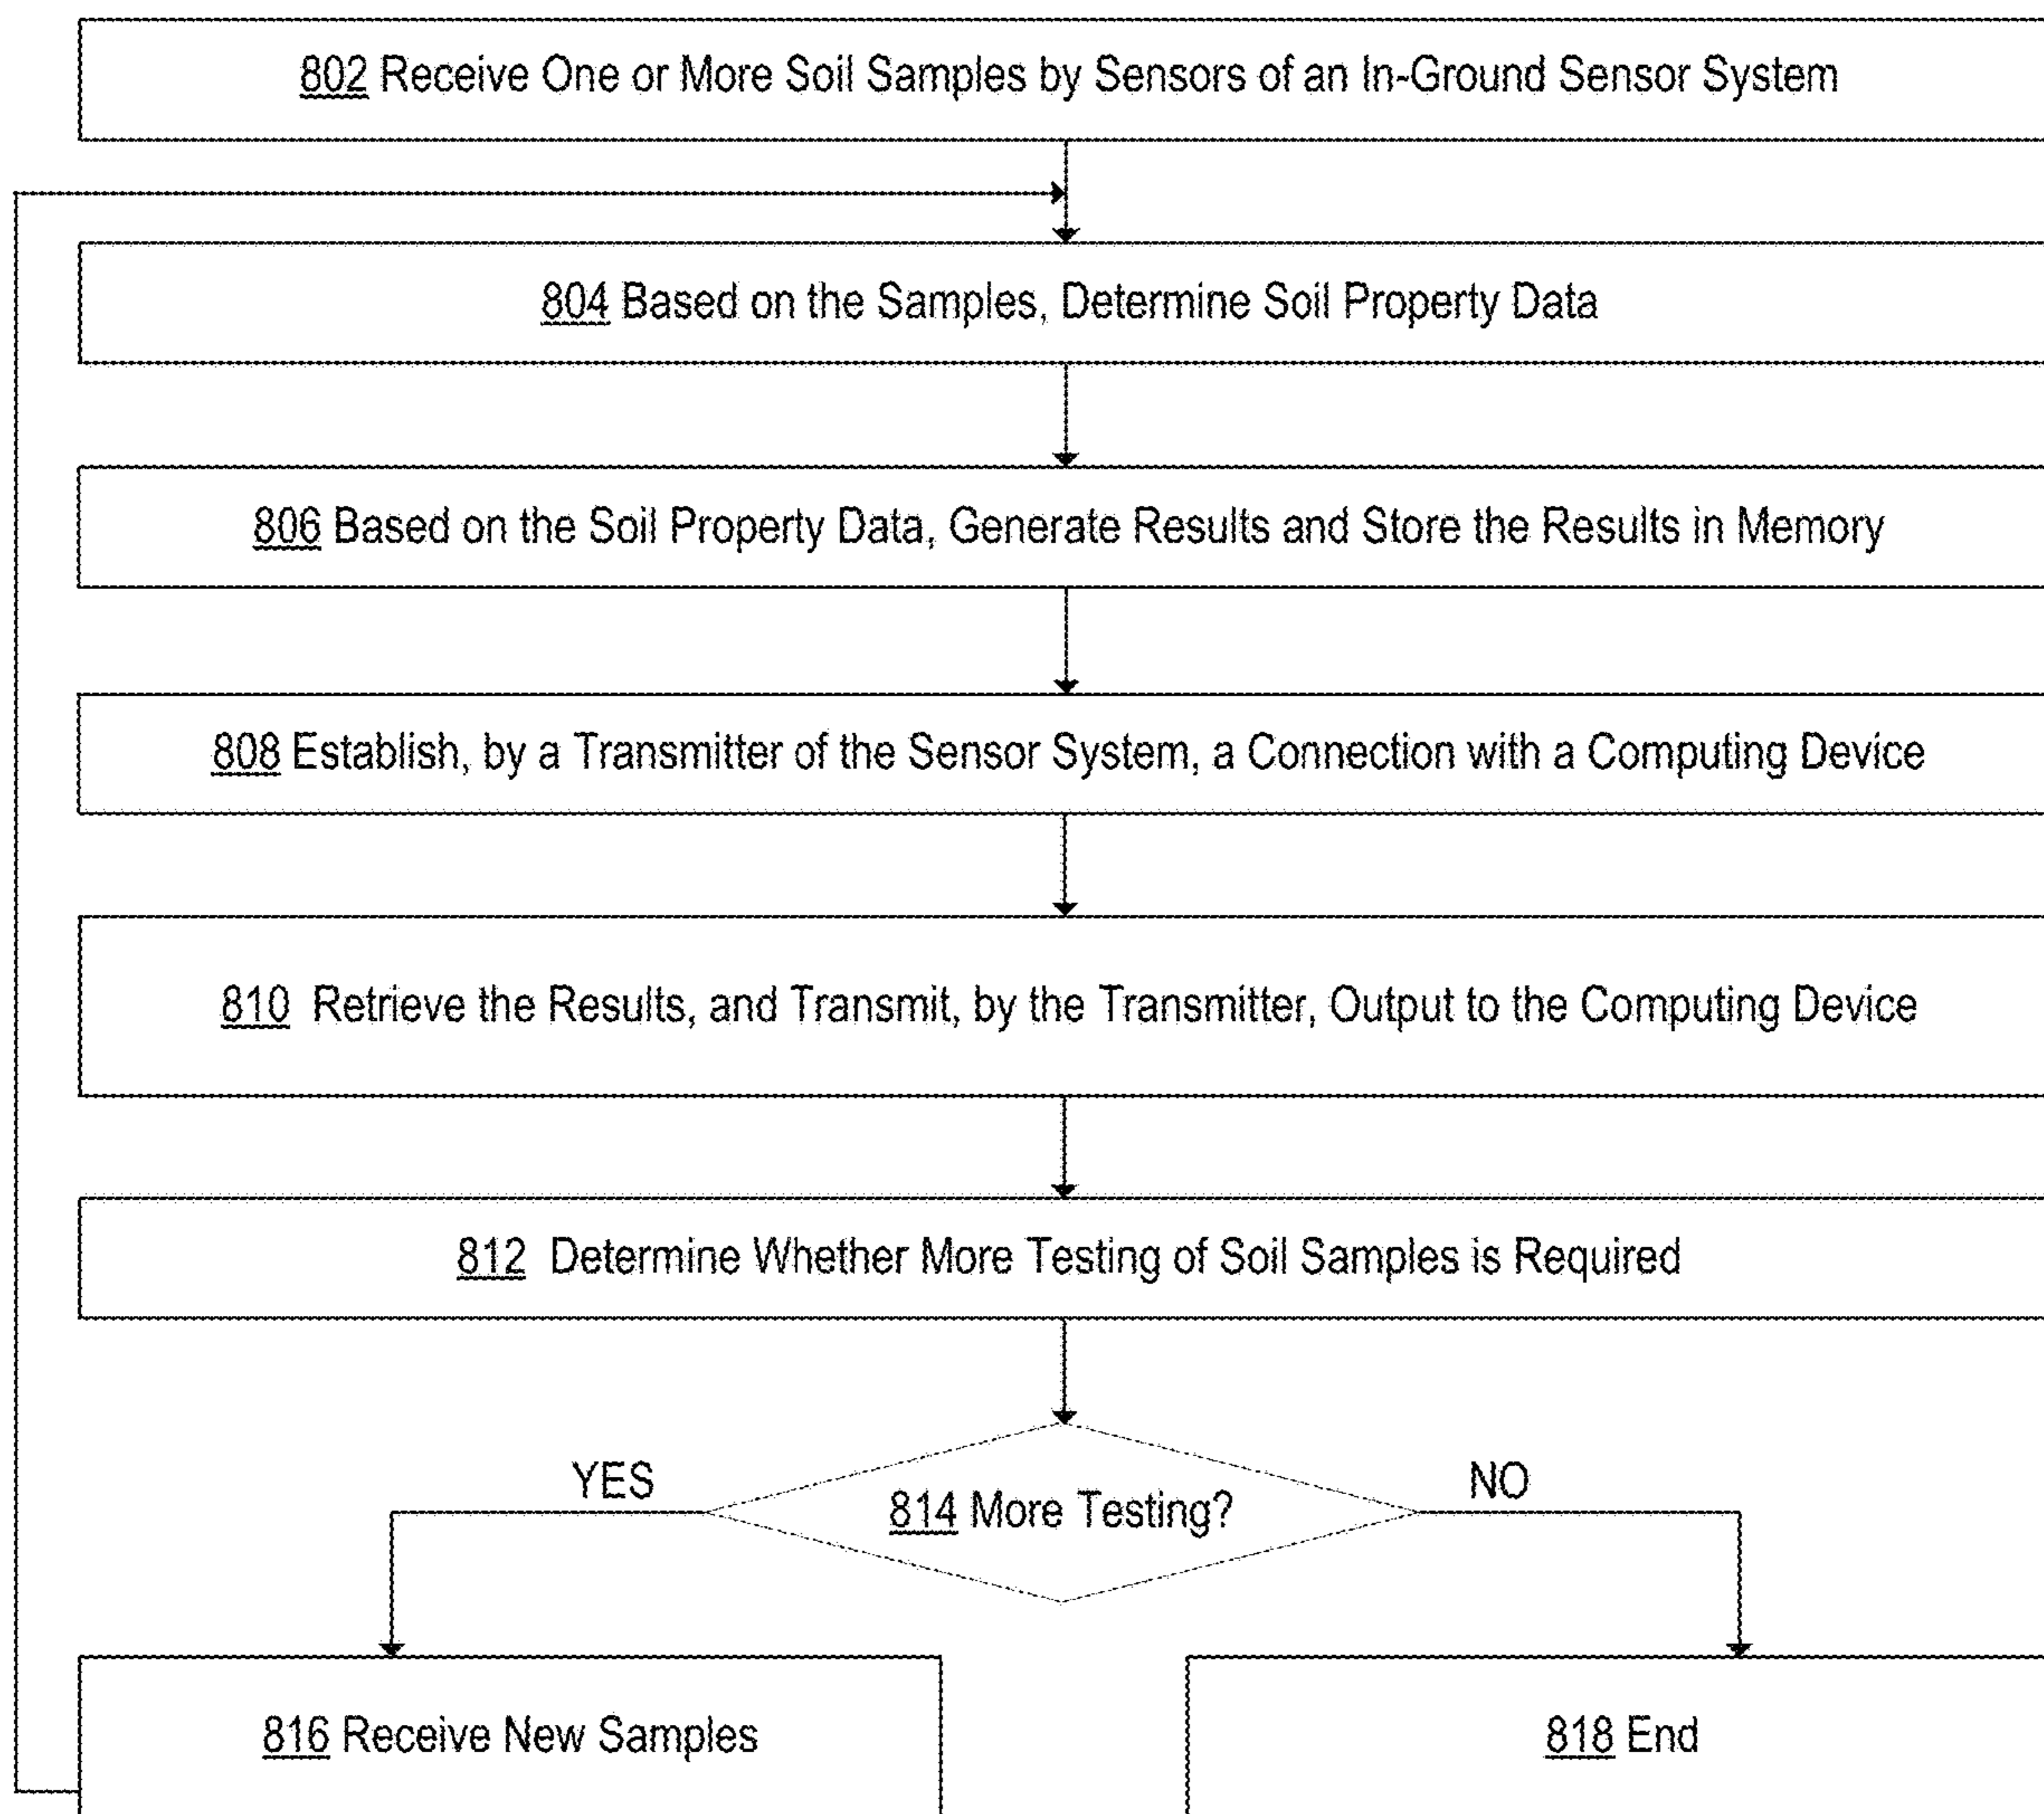 802 Receive One or More Soil Samples by Sensors of an In-Ground Sensor System
804 Based on the Samples, Determine Soil Property Data
806 Based on the Soil Property Data, Generate Results and Store the Results in Memory
808 Establish, by a Transmitter of the Sensor System, a Connection with a Computing Device
810 Retrieve the Results, and Transmit, by the Transmitter, Output to the Computing Device
812 Determine Whether More Testing of Soil Samples is Required
YES
NO
814 More Testing?
816 Receive New Samples
818 End